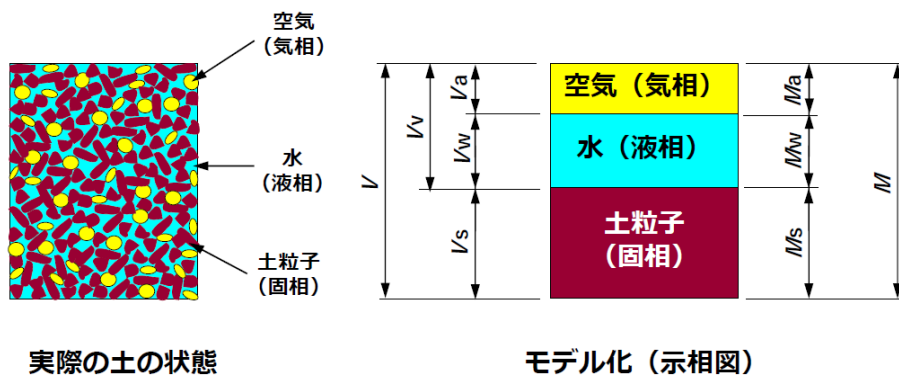 空気
（気相）
水
（液相）
土粒子
（固相）
実際の土の状態
V
Vv
Va
Vw
Vs
空気（気相）
水（液相）
土粒子
（固相）
Ma
Mw
Ms
M
モデル化（示相図）